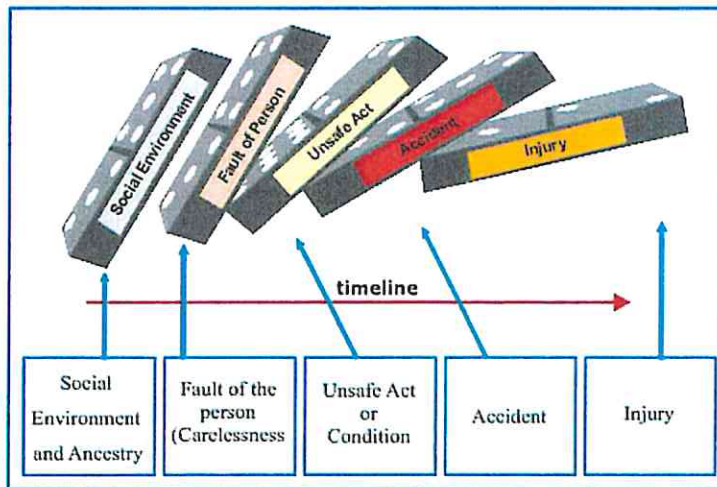 Social Environment
Fault of Person
Unsafe Act
Accident
Injury
timeline
Social
Environment
and Ancestry
Fault of the
person
(Carelessness
Unsafe Act
or
Condition
Accident
Injury